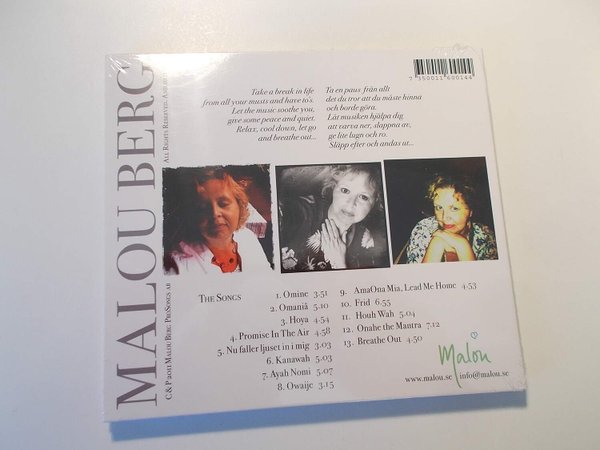 MALOU BERG
C & P 2011 Malou Berg, ProSongs AB
All Rights Reserved.
7 350011 600144
Take a break in life
from all your musts and have to's.
Let the music soothe you,
give some peace and quiet.
Relax, cool down, let go
and breathe out...
Ta en paus från allt
det du tror att du måste hinna
och borde göra.
Låt musiken hjälpa dig
att varva ner, slappna av,
ge lite lugn och ro.
Släpp efter och andas ut...
The Songs
1. Omine 3.51
2. Omaniå 5.10
3. Hoya 4.54
4. Promise In The Air 4.58
5. Nu faller ljuset in i mig 3.03
6. Kanawah 5.03
7. Ayah Nomi 5.07
8. Owaije 3.15
9. AmaOna Mia, Lead Me Home 4.53
10. Frid 6.55
11. Houh Wah 5.04
12. Onahe the Mantra 7.12
13. Breathe Out 4.50
Malou
www.malou.se info@malou.se